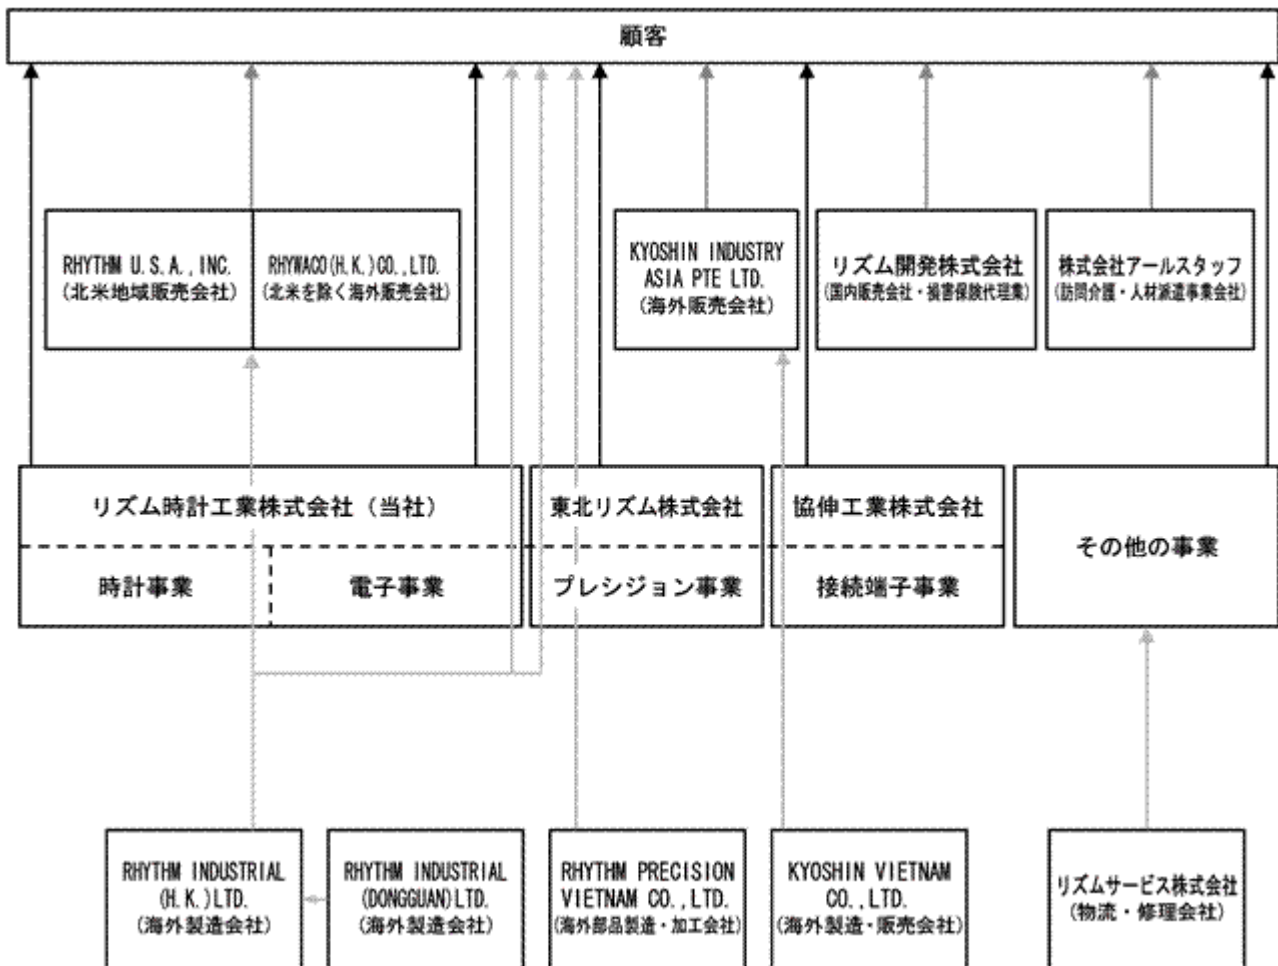 顧客
RHYTHM U.S.A., INC.
(北米地域販売会社)
RHYWACO(H.K.)CO.,LTD.
(北米を除く海外販売会社)
KYOSHIN INDUSTRY
ASIA PTE LTD.
(海外販売会社)
リズム開発株式会社
(国内販売会社・損害保険代理業)
株式会社アールスタッフ
(訪問介護・人材派遣事業会社)
リズム時計工業株式会社（当社）
時計事業
電子事業
東北リズム株式会社
プレシジョン事業
協伸工業株式会社
接続端子事業
その他の事業
RHYTHM INDUSTRIAL
(H.K.)LTD.
(海外製造会社)
RHYTHM INDUSTRIAL
(DONGGUAN)LTD.
(海外製造会社)
RHYTHM PRECISION
VIETNAM CO.,LTD.
(海外部品製造・加工会社)
KYOSHIN VIETNAM
CO.,LTD.
(海外製造・販売会社)
リズムサービス株式会社
(物流・修理会社)